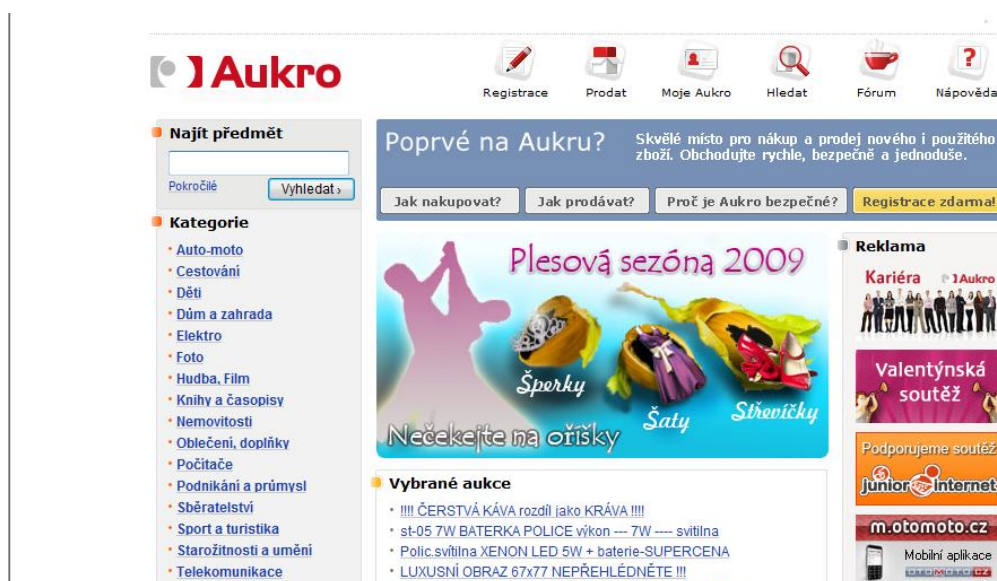 Aukro
Registrace
Prodat
Moje Aukro
Hledat
Fórum
Nápověda
Najít předmět
Pokročilé
Vyhledat ›
Kategorie
Auto-moto
Cestování
Děti
Dům a zahrada
Elektro
Foto
Hudba, Film
Knihy a časopisy
Nemovitosti
Oblečení, doplňky
Počítače
Podnikání a průmysl
Sběratelství
Sport a turistika
Starožitnosti a umění
Telekomunikace
Poprvé na Aukru?
Skvělé místo pro nákup a prodej nového i použitého
zboží. Obchodujte rychle, bezpečně a jednoduše.
Jak nakupovat?
Jak prodávat?
Proč je Aukro bezpečné?
Registrace zdarma!
Plesová sezóna 2009
Šperky
Šaty
Střevíčky
Nečekejte na oříšky
Vybrané aukce
!!!! ČERSTVÁ KÁVA rozdíl jako KRÁVA !!!!
st-05 7W BATERKA POLICE výkon --- 7W ---- svitilna
Polic.svítilna XENON LED 5W + baterie-SUPERCENA
LUXUSNÍ OBRAZ 67x77 NEPŘEHLÉDNĚTE !!!
Reklama
Kariéra
Aukro
Valentýnská
soutěž
Podporujeme soutěž
junior internet
m.otomoto.cz
Mobilní aplikace
OTOMOTO CZ